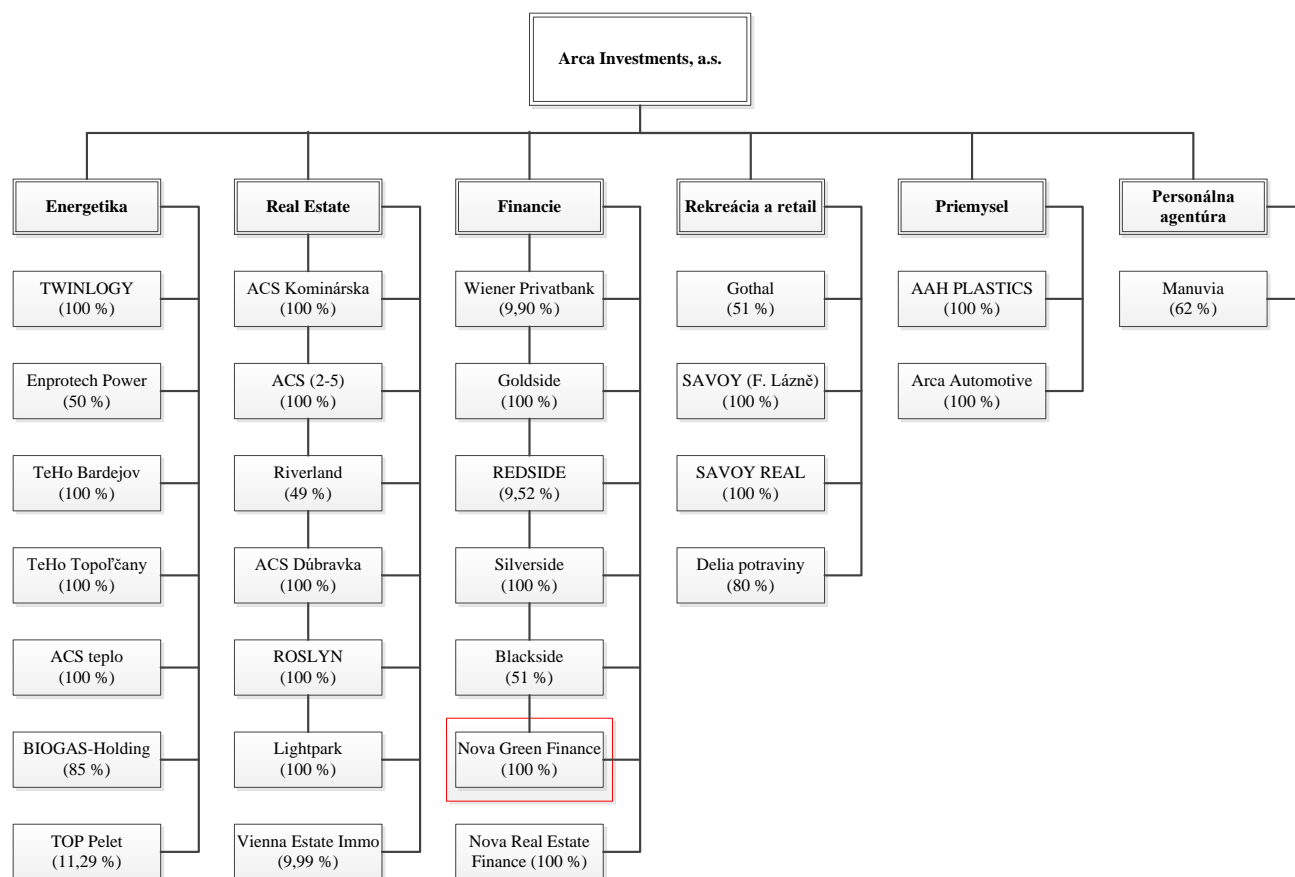 Arca Investments, a.s.
Energetika
Real Estate
Financie
Rekreácia a retail
Priemysel
Personálna
agentúra
TWINLOGY
(100 %)
ACS Kominárska
(100 %)
Wiener Privatbank
(9,90 %)
Gothal
(51 %)
AAH PLASTICS
(100 %)
Manuvia
(62 %)
Enprotech Power
(50 %)
ACS (2-5)
(100 %)
Goldside
(100 %)
SAVOY (F. Lázně)
(100 %)
Arca Automotive
(100 %)
TeHo Bardejov
(100 %)
Riverland
(49 %)
REDSIDE
(9,52 %)
SAVOY REAL
(100 %)
TeHo Topoľčany
(100 %)
ACS Dúbravka
(100 %)
Silverside
(100 %)
Delia potraviny
(80 %)
ACS teplo
(100 %)
ROSLYN
(100 %)
Blackside
(51 %)
BIOGAS-Holding
(85 %)
Lightpark
(100 %)
Nova Green Finance
(100 %)
TOP Pelet
(11,29 %)
Vienna Estate Immo
(9,99 %)
Nova Real Estate
Finance (100 %)